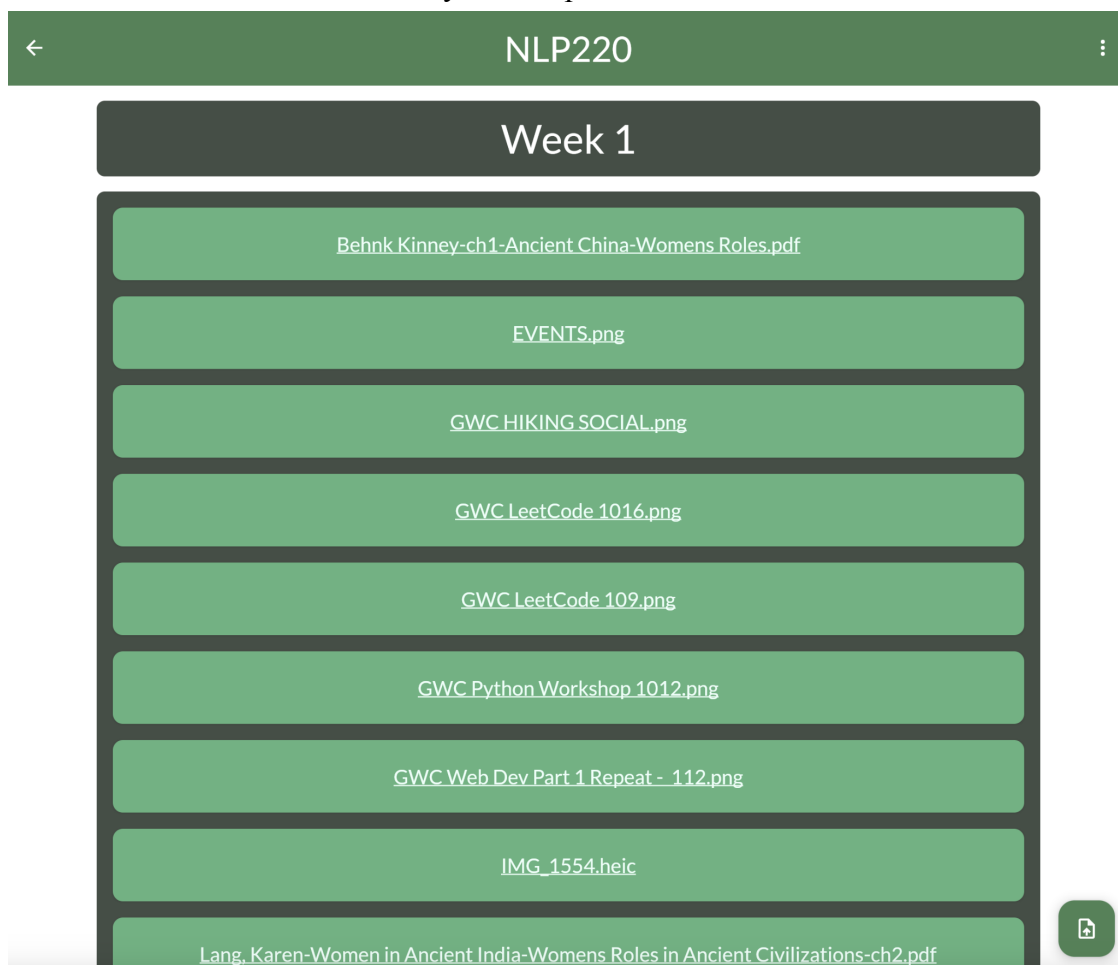 NLP220
Week 1
Behnk Kinney-ch1-Ancient China-Womens Roles.pdf
EVENTS.png
GWC HIKING SOCIAL.png
GWC LeetCode 1016.png
GWC LeetCode 109.png
GWC Python Workshop 1012.png
GWC Web Dev Part 1 Repeat - 112.png
IMG_1554.heic
Lang, Karen-Women in Ancient India-Womens Roles in Ancient Civilizations-ch2.pdf